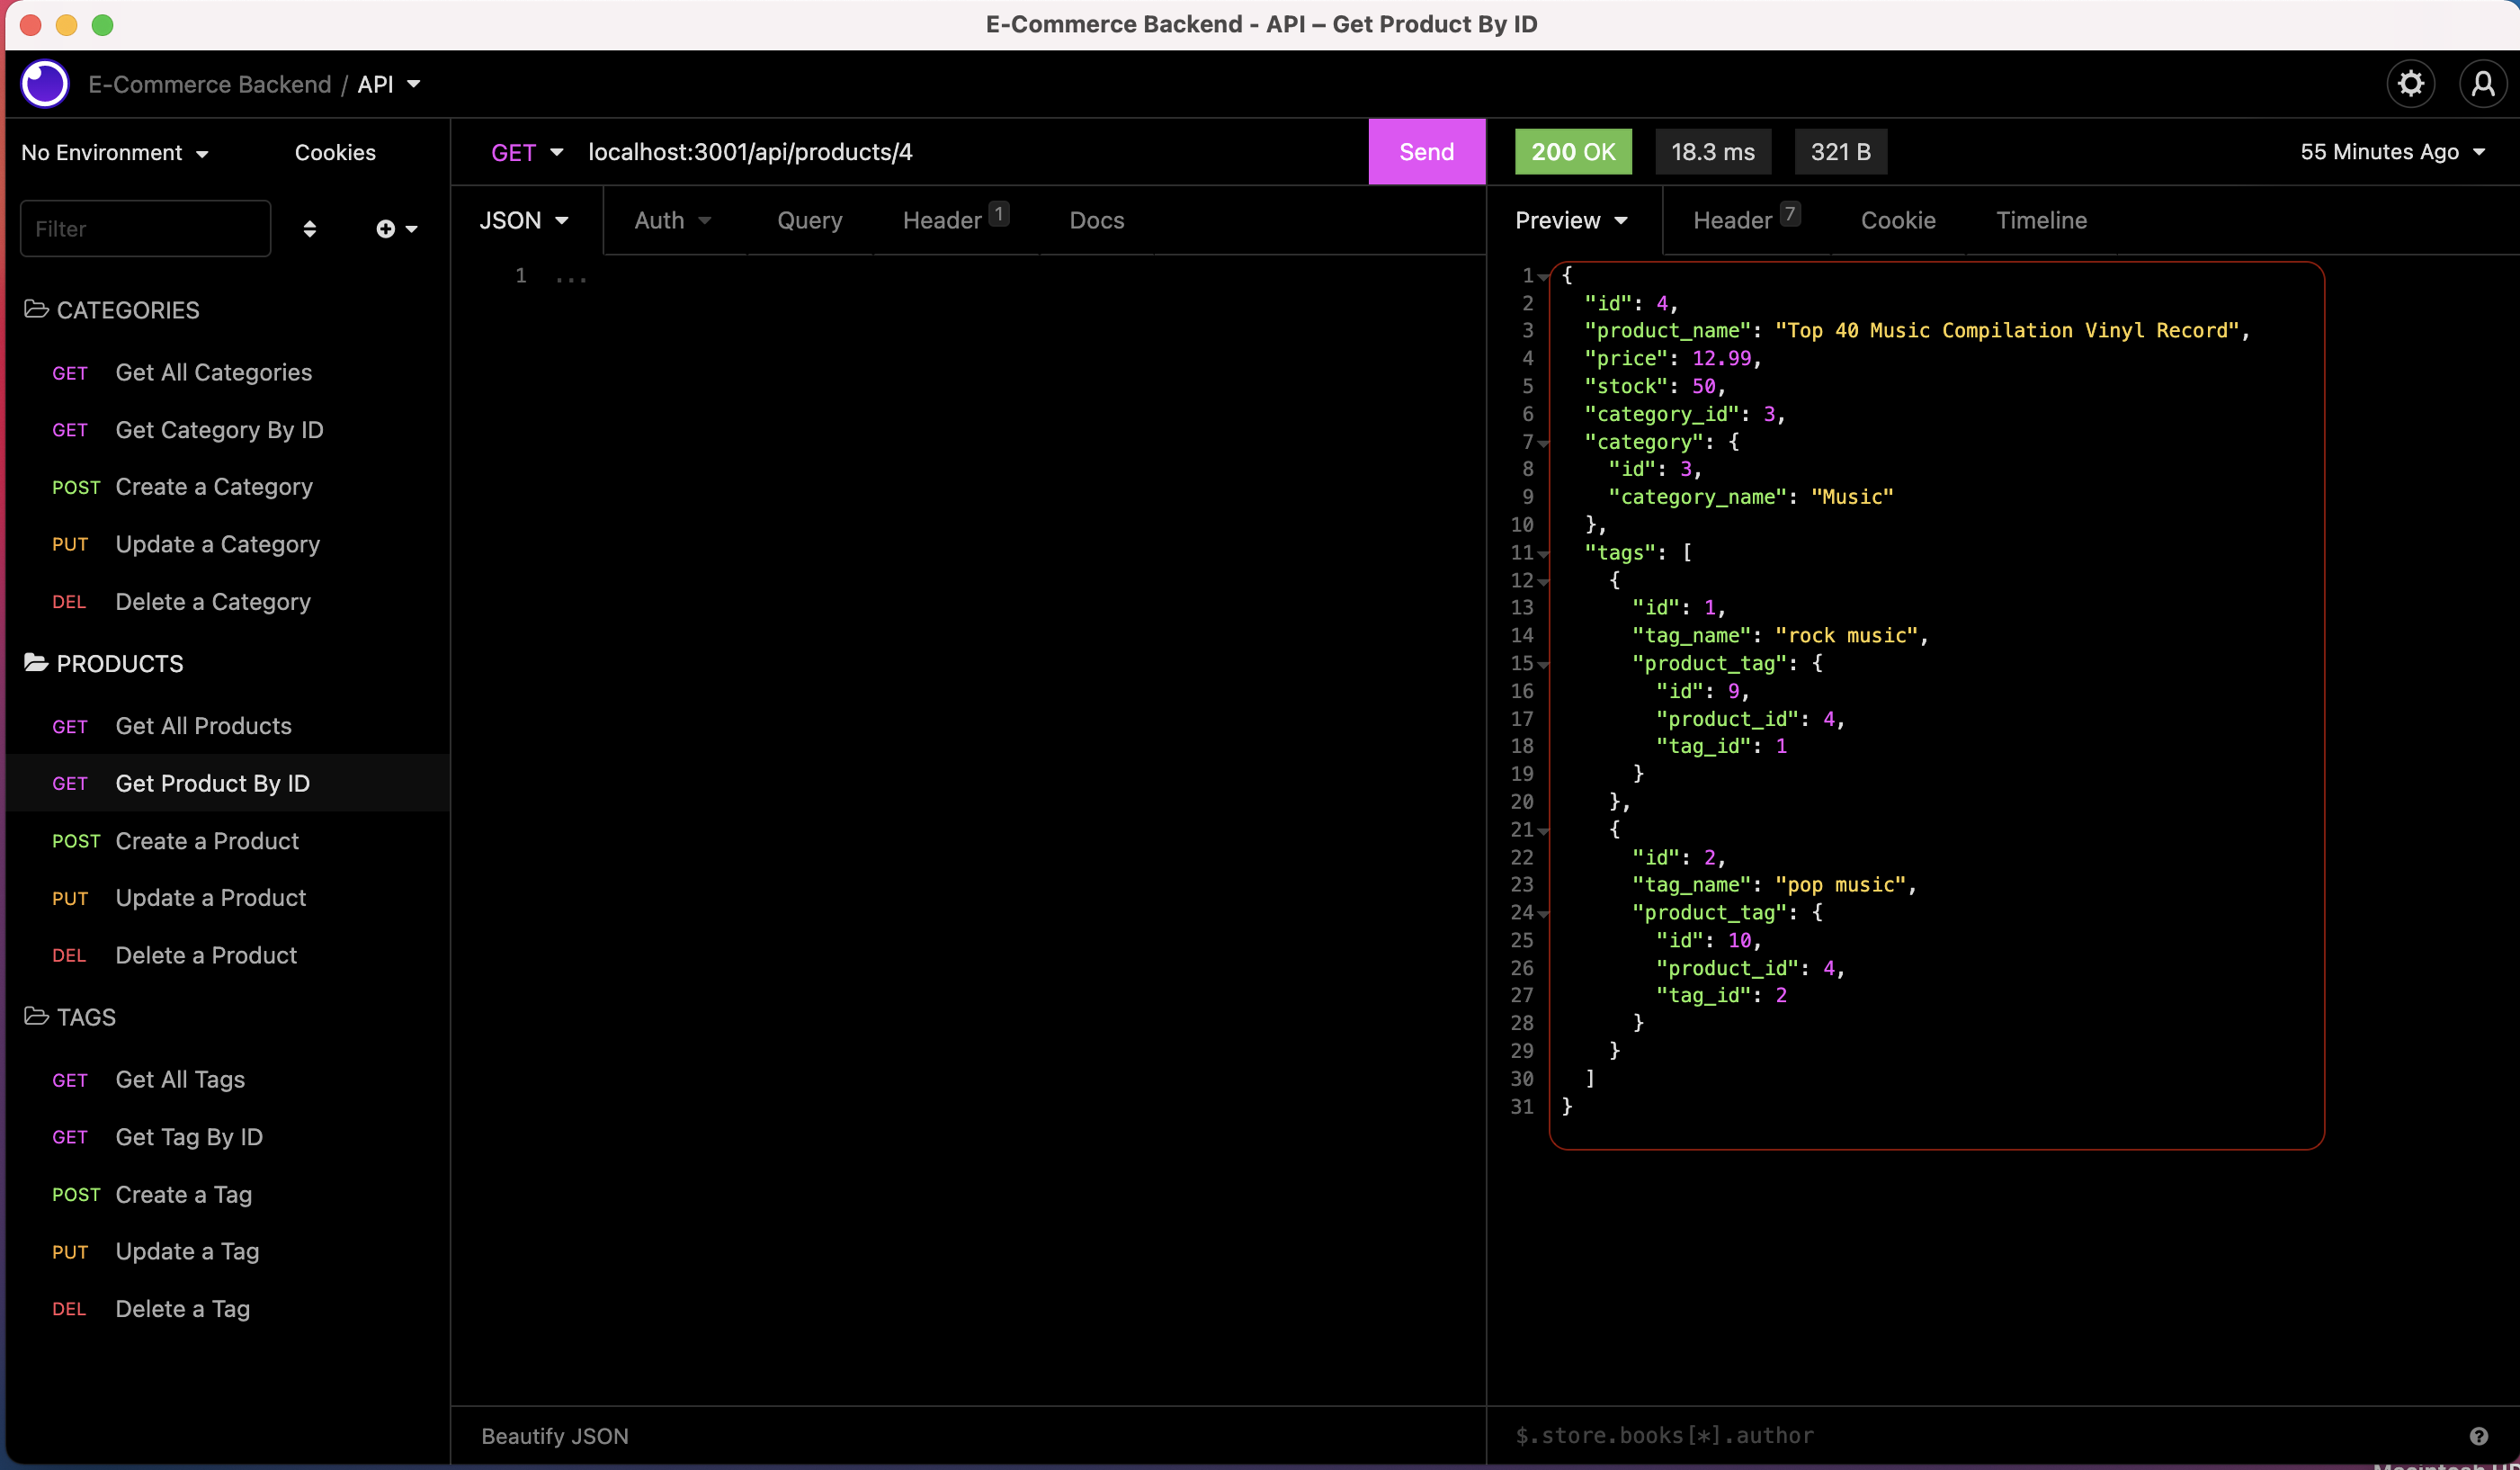 E-Commerce Backend - API – Get Product By ID
E-Commerce Backend / API
No Environment
Cookies
Filter
CATEGORIES
GET Get All Categories
GET Get Category By ID
POST Create a Category
PUT Update a Category
DEL Delete a Category
PRODUCTS
GET Get All Products
GET Get Product By ID
POST Create a Product
PUT Update a Product
DEL Delete a Product
TAGS
GET Get All Tags
GET Get Tag By ID
POST Create a Tag
PUT Update a Tag
DEL Delete a Tag
GET localhost:3001/api/products/4 Send
JSON Auth Query Header 1 Docs
1 ...
Beautify JSON
200 OK 18.3 ms 321 B 55 Minutes Ago
Preview Header 7 Cookie Timeline
1 {
2 "id": 4,
3 "product_name": "Top 40 Music Compilation Vinyl Record",
4 "price": 12.99,
5 "stock": 50,
6 "category_id": 3,
7 "category": {
8 "id": 3,
9 "category_name": "Music"
10 },
11 "tags": [
12 {
13 "id": 1,
14 "tag_name": "rock music",
15 "product_tag": {
16 "id": 9,
17 "product_id": 4,
18 "tag_id": 1
19 }
20 },
21 {
22 "id": 2,
23 "tag_name": "pop music",
24 "product_tag": {
25 "id": 10,
26 "product_id": 4,
27 "tag_id": 2
28 }
29 }
30 ]
31 }
$.store.books[*].author